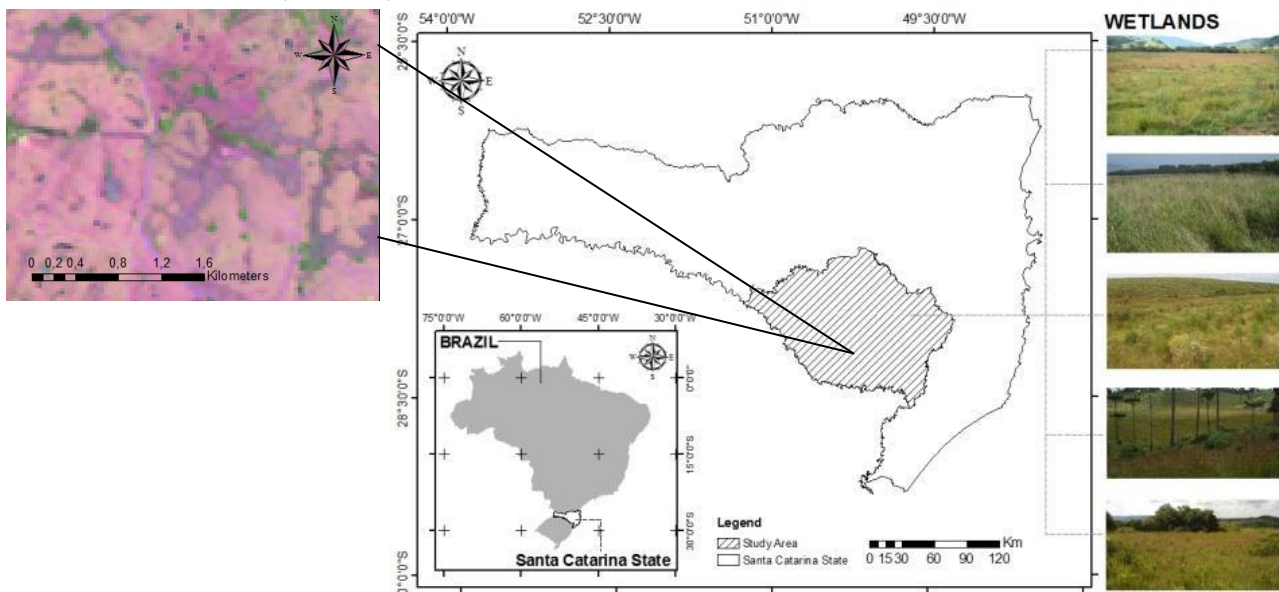 N
W E
S
0 0,2 0,4 0,8 1,2 1,6
Kilometers
54°0'0"W 52°30'0"W 51°0'0"W 49°30'0"W
N
W E
S
27°0'0"S
28°30'0"S
75°0'0"W 60°0'0"W 45°0'0"W 30°0'0"W
BRAZIL
N
W E
S
0°0'0"
15°0'0"S
30°0'0"S
Santa Catarina State
Legend
Study Area
Santa Catarina State
0 15 30 60 90 120 Km
WETLANDS